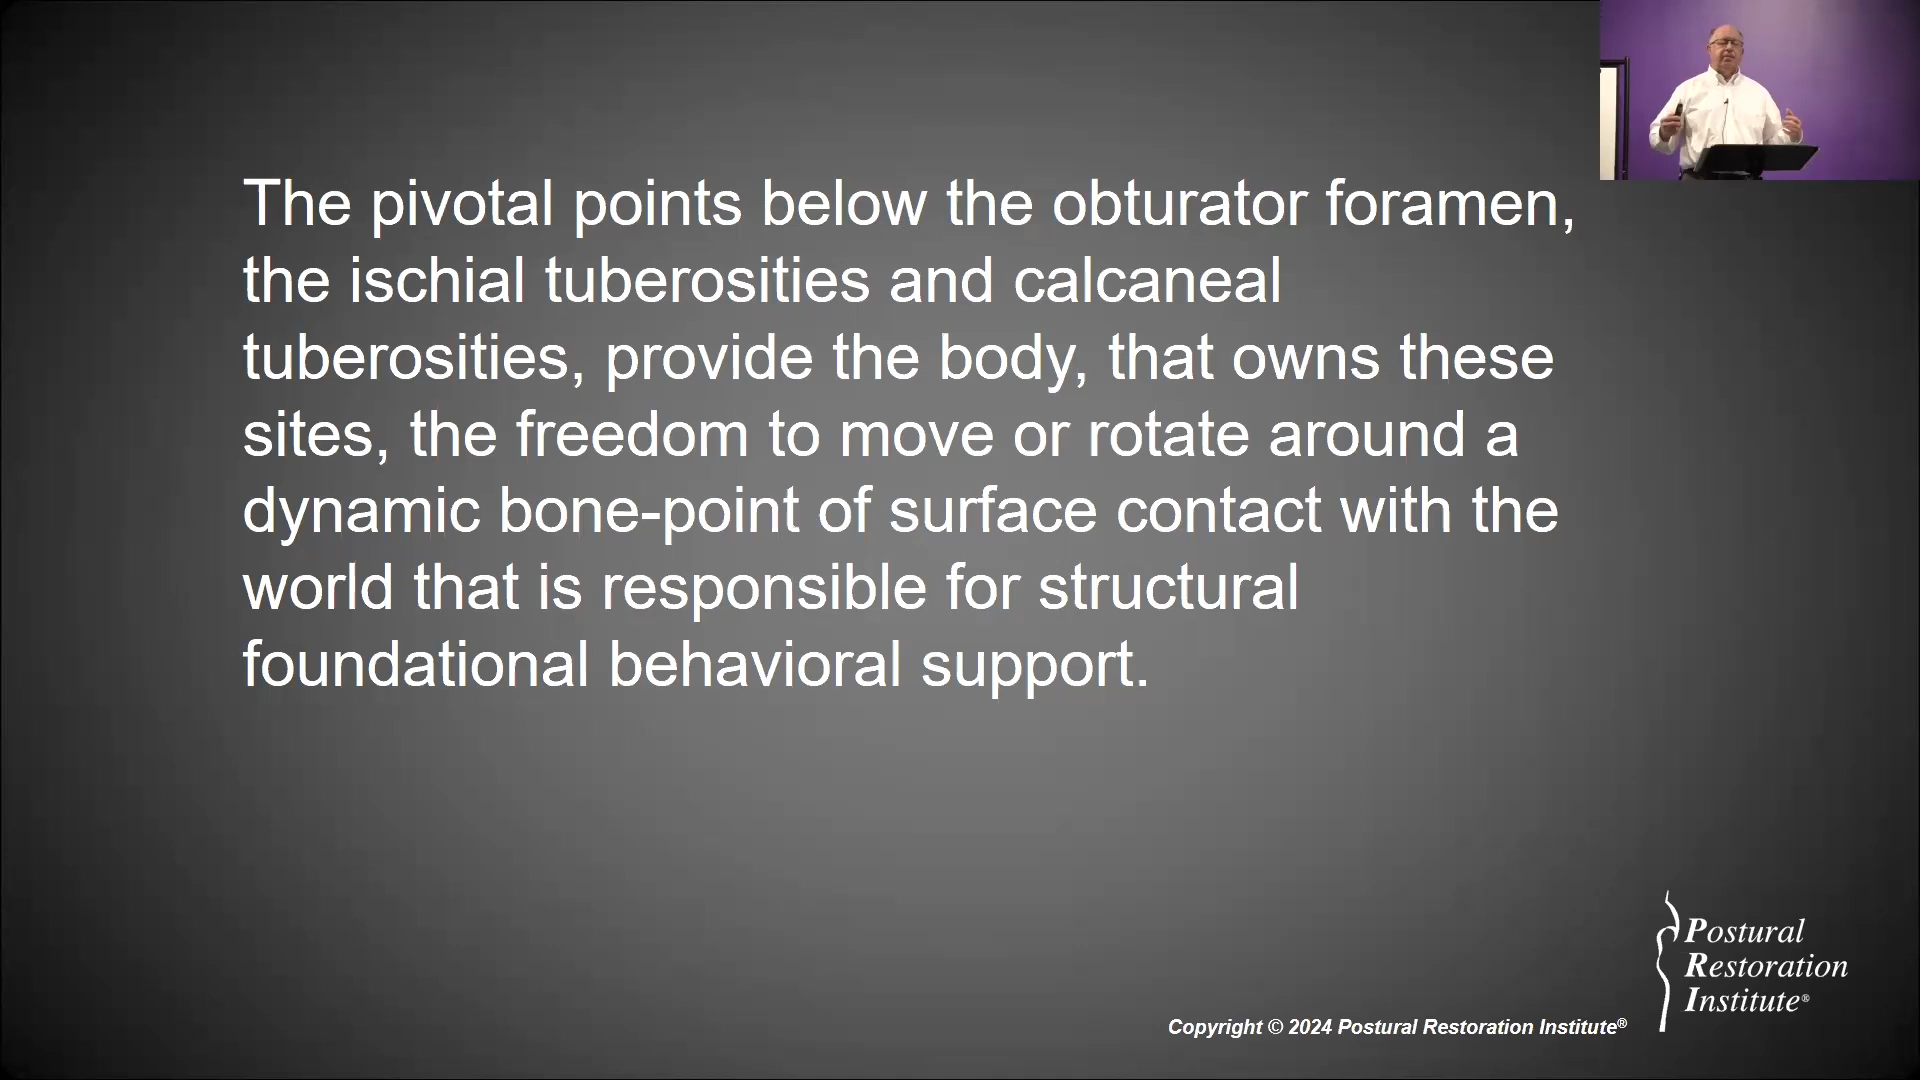 The pivotal points below the obturator foramen,
the ischial tuberosities and calcaneal
tuberosities, provide the body, that owns these
sites, the freedom to move or rotate around a
dynamic bone-point of surface contact with the
world that is responsible for structural
foundational behavioral support.
Postural
Restoration
Institute®
Copyright © 2024 Postural Restoration Institute®